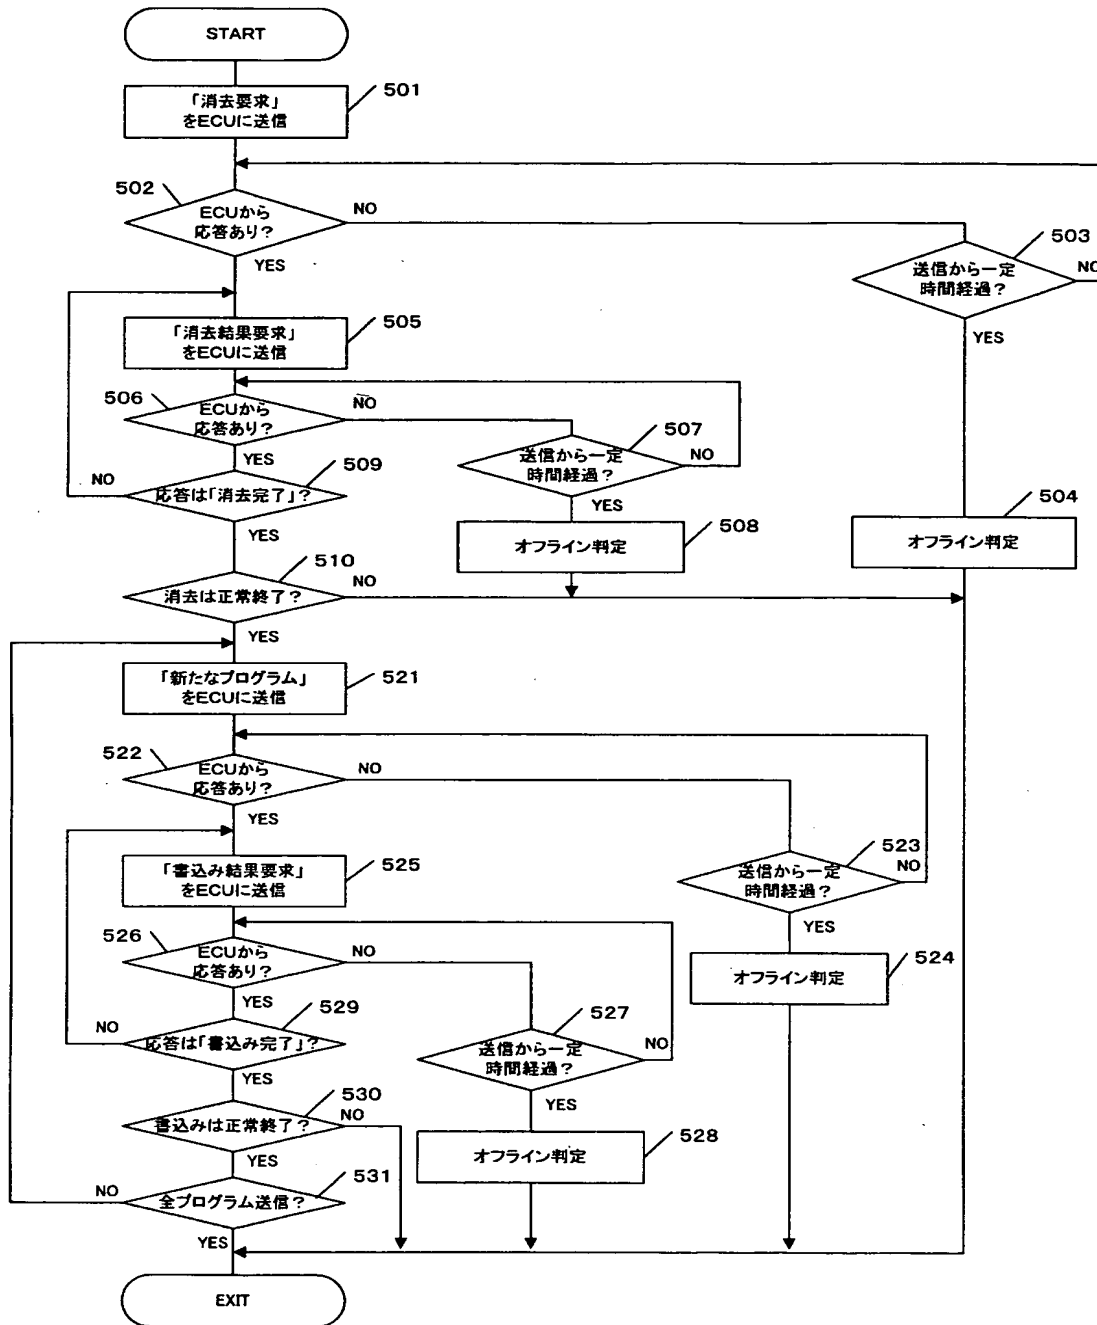 START
「消去要求」
をECUに送信
501
502
ECUから
応答あり?
NO
YES
503
送信から一定
時間経過?
NO
YES
「消去結果要求」
をECUに送信
505
506
ECUから
応答あり?
NO
YES
507
送信から一定
時間経過?
NO
YES
509
応答は「消去完了」?
NO
YES
508
オフライン判定
504
オフライン判定
510
消去は正常終了?
NO
YES
「新たなプログラム」
をECUに送信
521
522
ECUから
応答あり?
NO
YES
523
送信から一定
時間経過?
NO
YES
「書込み結果要求」
をECUに送信
525
526
ECUから
応答あり?
NO
YES
524
オフライン判定
527
送信から一定
時間経過?
NO
YES
529
応答は「書込み完了」?
NO
YES
530
書込みは正常終了?
NO
YES
528
オフライン判定
531
全プログラム送信?
NO
YES
EXIT